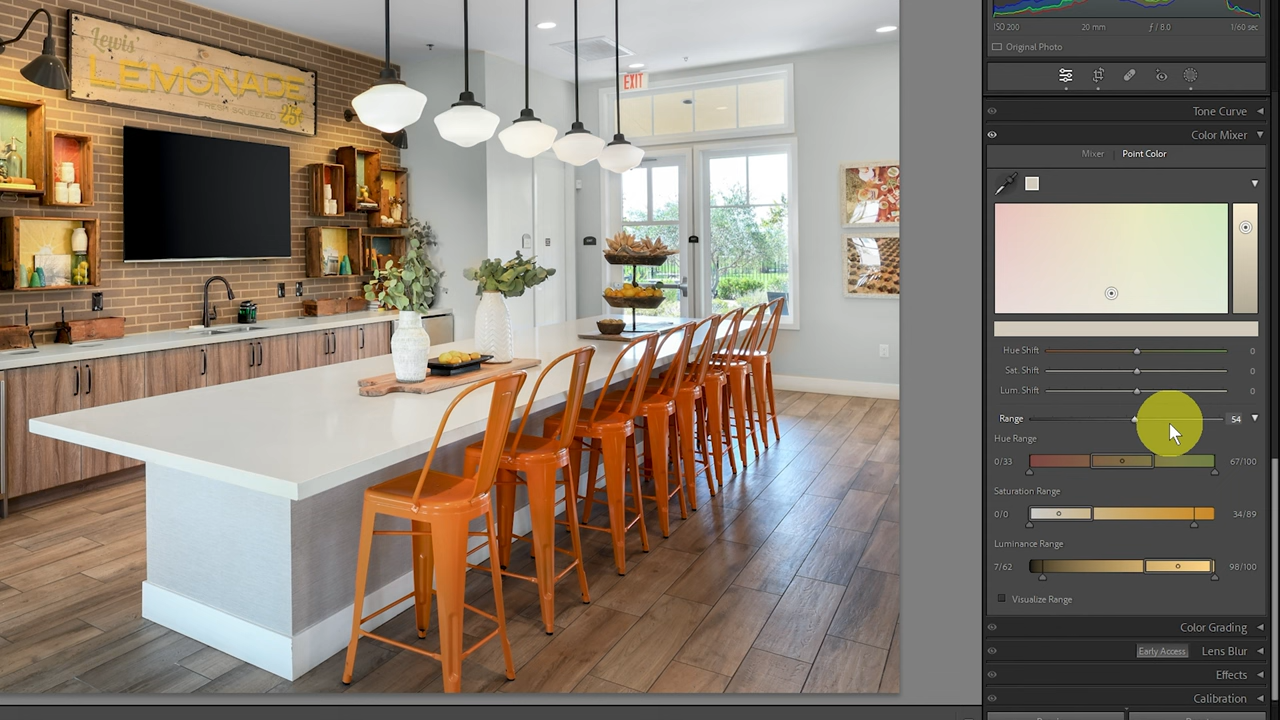 Lewis'
LEMONADE
FRESH SQUEEZED 25¢
EXIT
ISO 200 20 mm ƒ / 8.0 1/60 sec
Original Photo
Tone Curve
Color Mixer
Mixer Point Color
Hue Shift 0
Sat. Shift 0
Lum. Shift 0
Range 54
Hue Range
0/33 67/100
Saturation Range
0/0 34/89
Luminance Range
7/62 98/100
Visualize Range
Color Grading
Early Access Lens Blur
Effects
Calibration